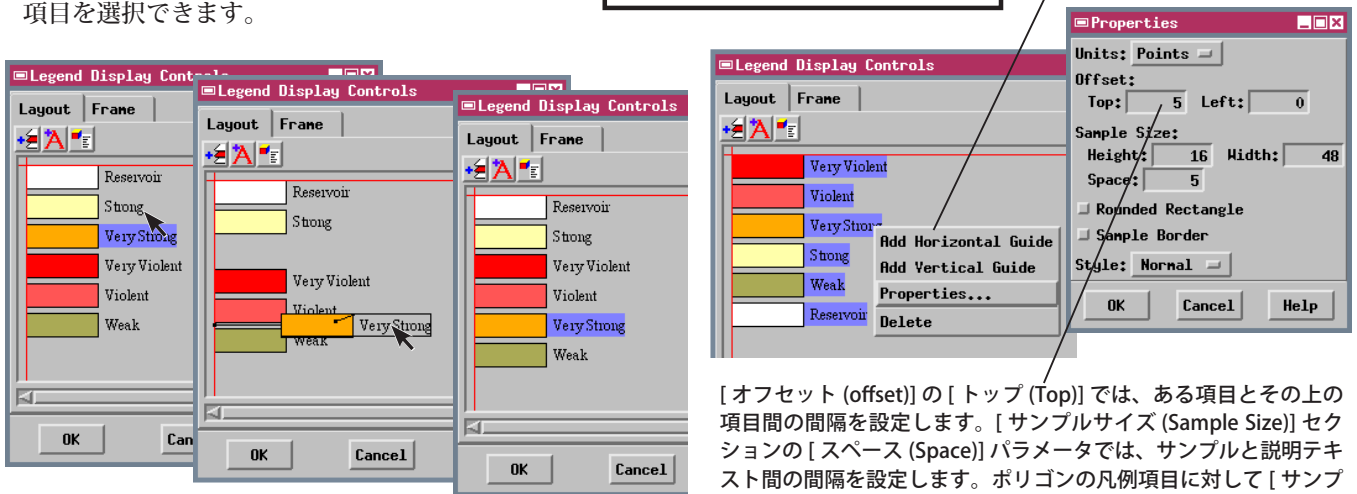 項目を選択できます。
Legend Display Controls
Layout Frame
Reservoir
Strong
Very Strong
Very Violent
Violent
Weak
OK
Legend Display Controls
Layout Frame
Reservoir
Strong
Very Violent
Violent
Very Strong
Weak
OK Cancel
Legend Display Controls
Layout Frame
Reservoir
Strong
Very Violent
Violent
Very Strong
Weak
OK Cancel
Legend Display Controls
Layout Frame
Very Violent
Violent
Very Strong
Strong
Weak
Reservoir
Add Horizontal Guide
Add Vertical Guide
Properties...
Delete
Properties
Units: Points
Offset:
Top: 5 Left: 0
Sample Size:
Height: 16 Width: 48
Space: 5
Rounded Rectangle
Sample Border
Style: Normal
OK Cancel Help
[ オフセット (offset)] の [ トップ (Top)] では、ある項目とその上の
項目間の間隔を設定します。[ サンプルサイズ (Sample Size)] セク
ションの [ スペース (Space)] パラメータでは、サンプルと説明テキ
スト間の間隔を設定します。ポリゴンの凡例項目に対して [ サンプ